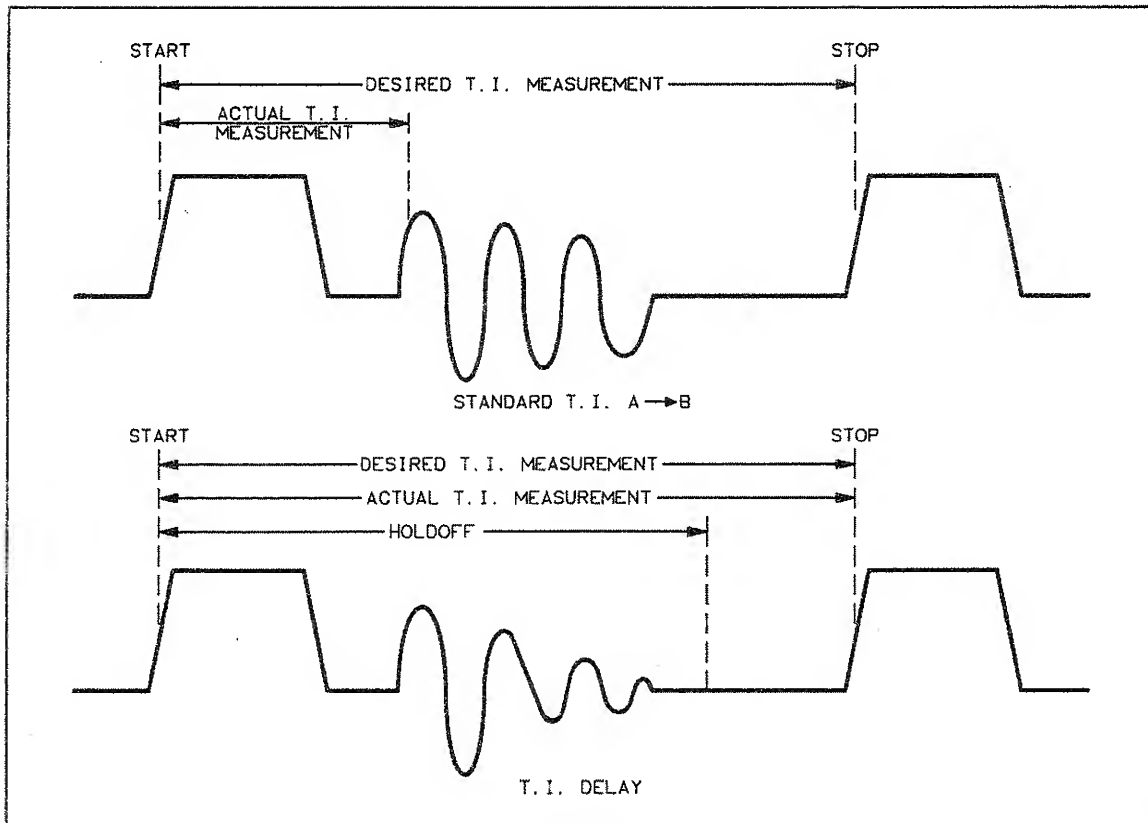 START STOP
DESIRED T.I. MEASUREMENT
ACTUAL T.I.
MEASUREMENT
STANDARD T.I. A→B
START STOP
DESIRED T.I. MEASUREMENT
ACTUAL T.I. MEASUREMENT
HOLDOFF
T.I. DELAY